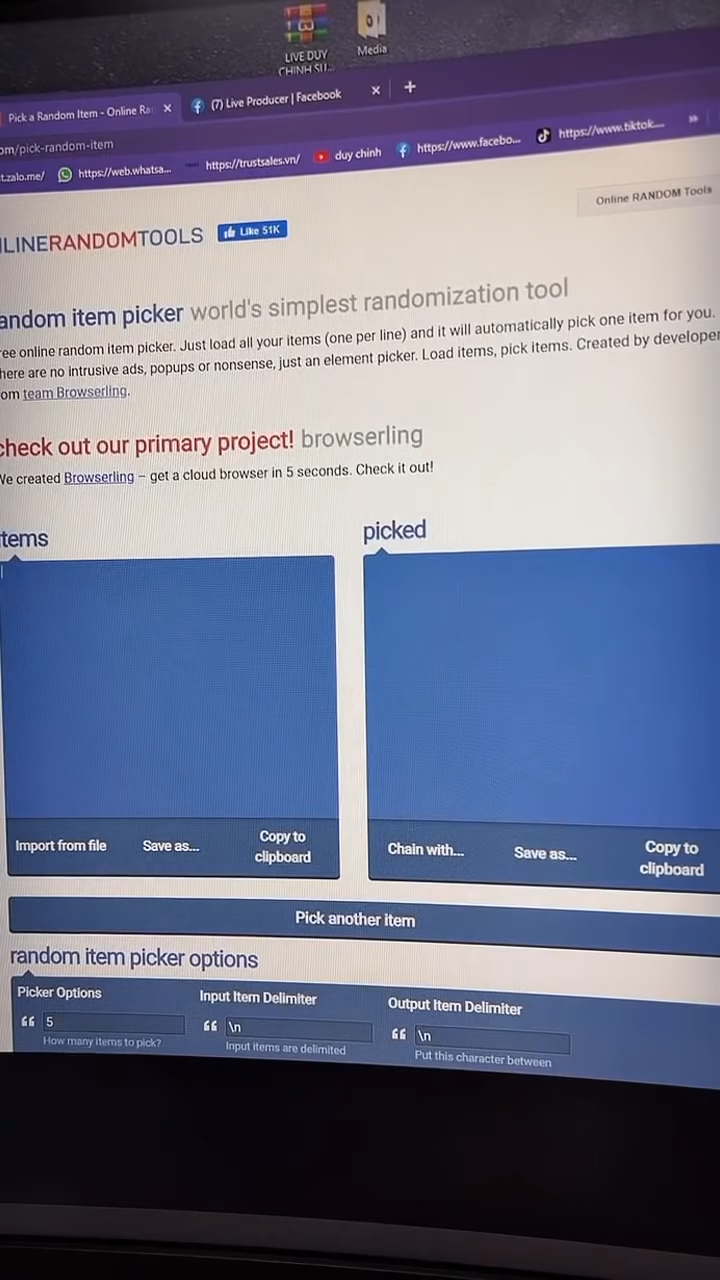 LIVE DUY
CHINH SU...
Media
Pick a Random Item - Online Ra
(7) Live Producer | Facebook
om/pick-random-item
t.zalo.me/
https://web.whatsa...
https://trustsales.vn/
duy chinh
https://www.facebo...
https://www.tiktok....
Online RANDOM Tools
LINERANDOMTOOLS
Like 51K
andom item picker world's simplest randomization tool
ree online random item picker. Just load all your items (one per line) and it will automatically pick one item for you.
here are no intrusive ads, popups or nonsense, just an element picker. Load items, pick items. Created by developer
om team Browserling.
check out our primary project! browserling
We created Browserling – get a cloud browser in 5 seconds. Check it out!
tems
picked
Import from file
Save as...
Copy to
clipboard
Chain with...
Save as...
Copy to
clipboard
Pick another item
random item picker options
Picker Options
Input Item Delimiter
Output Item Delimiter
5
\n
\n
How many items to pick?
Input items are delimited
Put this character between